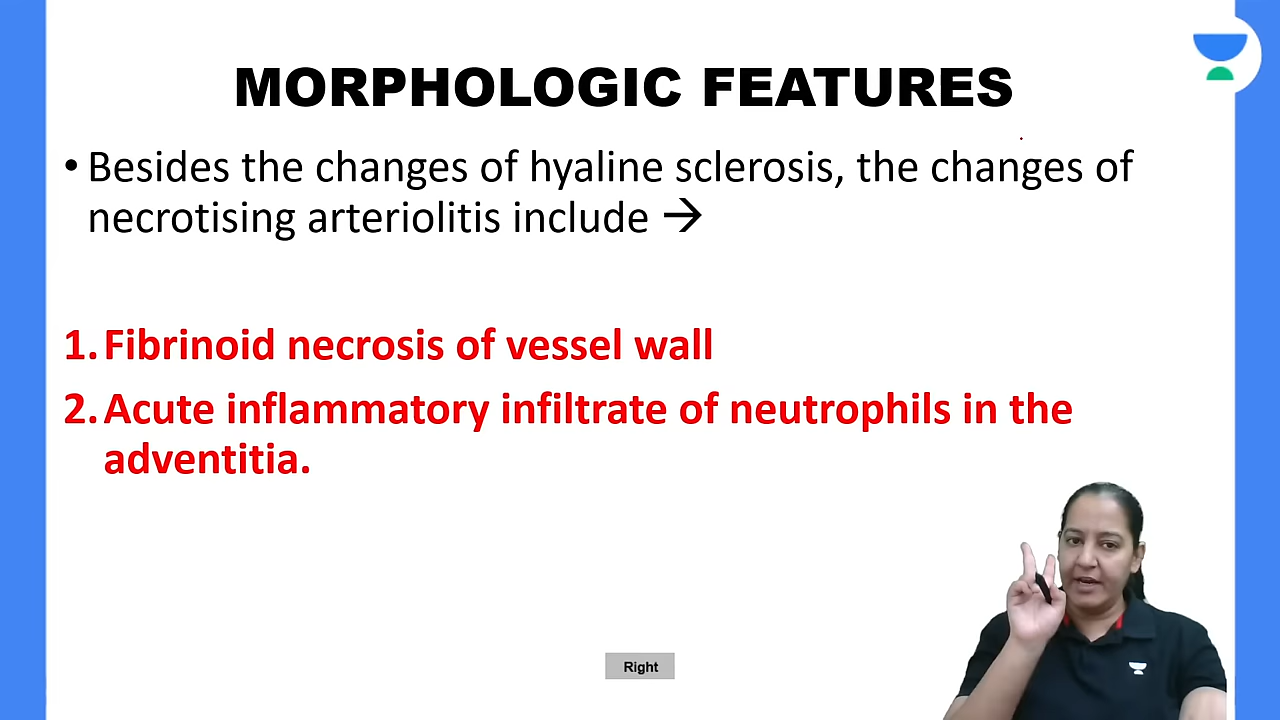 MORPHOLOGIC FEATURES
• Besides the changes of hyaline sclerosis, the changes of
necrotising arteriolitis include →
1. Fibrinoid necrosis of vessel wall
2. Acute inflammatory infiltrate of neutrophils in the
adventitia.
Right